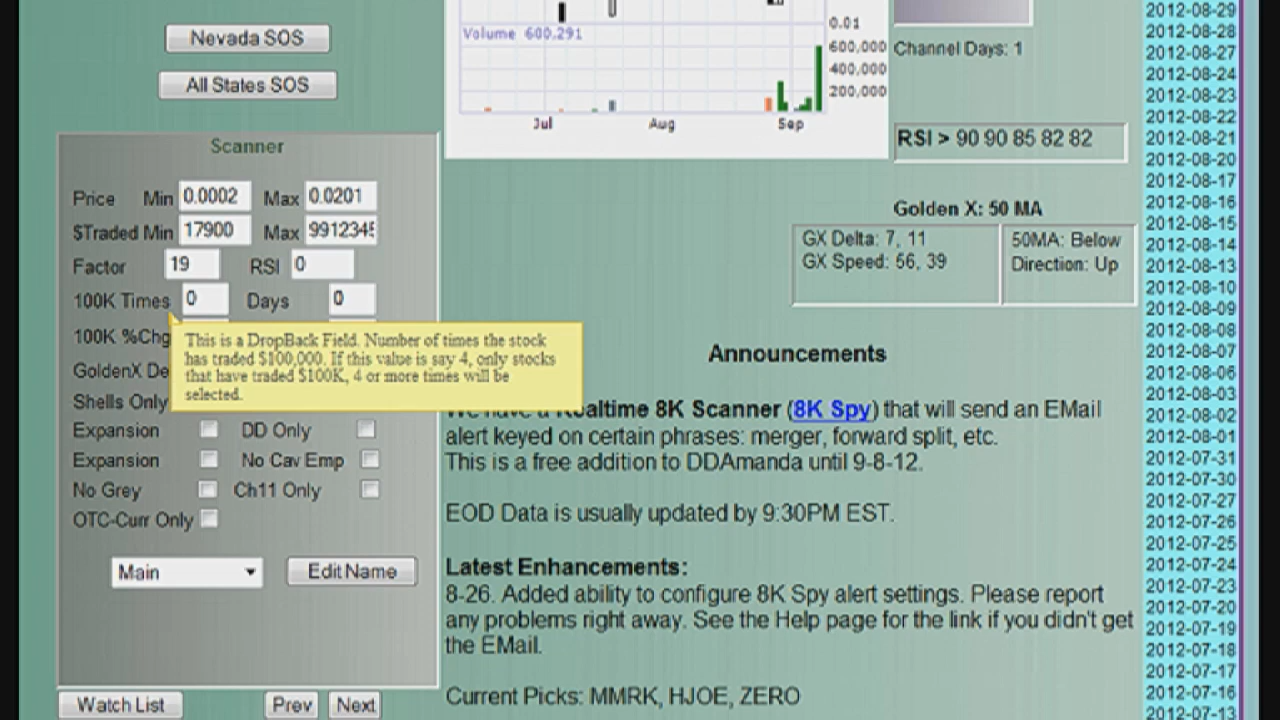 Nevada SOS
All States SOS
Scanner
Price Min 0.0002 Max 0.0201
$Traded Min 17900 Max 9912345
Factor 19 RSI 0
100K Times 0 Days 0
100K %Chg
GoldenX De
Shells Only
This is a DropBack Field. Number of times the stock
has traded $100,000. If this value is say 4, only stocks
that have traded $100K, 4 or more times will be
selected.
Expansion DD Only
Expansion No Cav Emp
No Grey Ch11 Only
OTC-Curr Only
Main Edit Name
Watch List Prev Next
0.01
Volume 600,291
600,000
400,000
200,000
Jul Aug Sep
Channel Days: 1
RSI > 90 90 85 82 82
Golden X: 50 MA
GX Delta: 7, 11
GX Speed: 56, 39
50MA: Below
Direction: Up
Announcements
We have a Realtime 8K Scanner (8K Spy) that will send an EMail
alert keyed on certain phrases: merger, forward split, etc.
This is a free addition to DDAmanda until 9-8-12.
EOD Data is usually updated by 9:30PM EST.
Latest Enhancements:
8-26. Added ability to configure 8K Spy alert settings. Please report
any problems right away. See the Help page for the link if you didn't get
the EMail.
Current Picks: MMRK, HJOE, ZERO
2012-08-29
2012-08-28
2012-08-27
2012-08-24
2012-08-23
2012-08-22
2012-08-21
2012-08-20
2012-08-17
2012-08-16
2012-08-15
2012-08-14
2012-08-13
2012-08-10
2012-08-09
2012-08-08
2012-08-07
2012-08-06
2012-08-03
2012-08-02
2012-08-01
2012-07-31
2012-07-30
2012-07-27
2012-07-26
2012-07-25
2012-07-24
2012-07-23
2012-07-20
2012-07-19
2012-07-18
2012-07-17
2012-07-16
2012-07-13